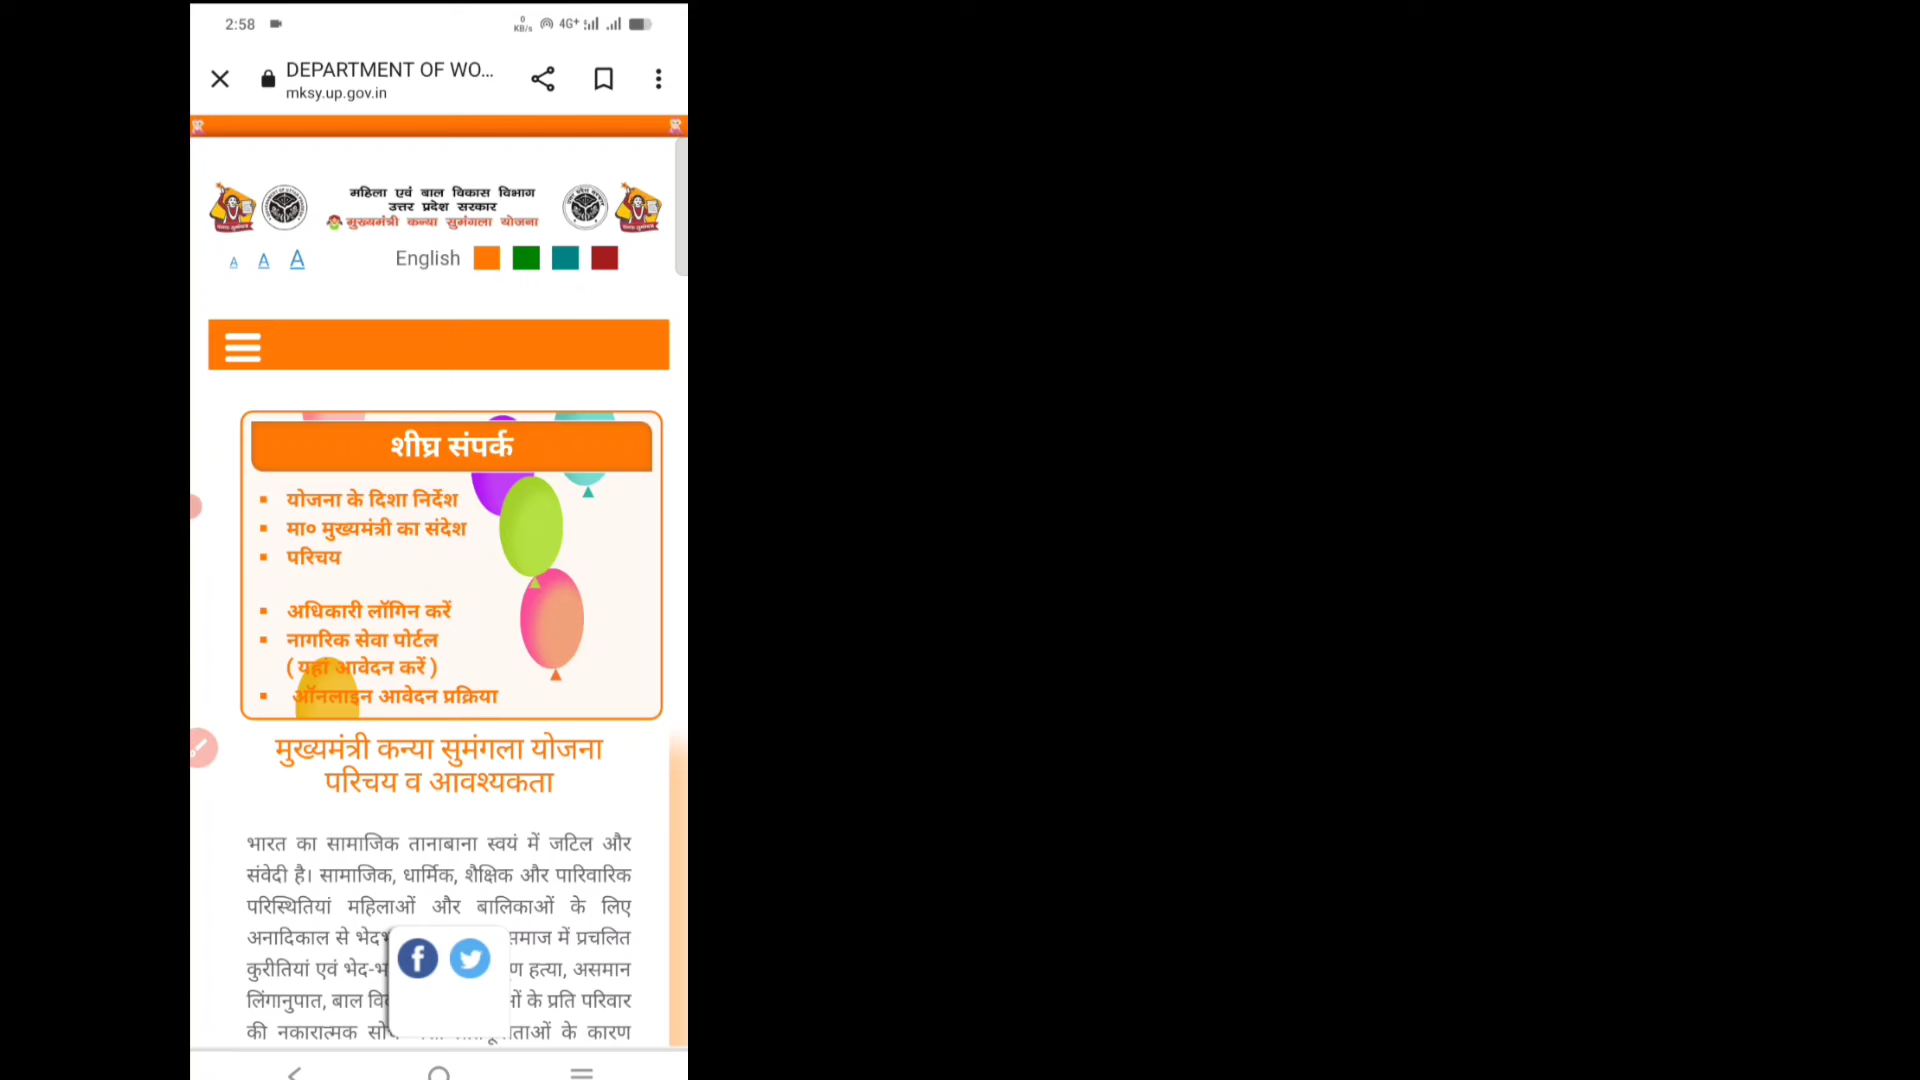 2:58
0
KB/s
4G+
DEPARTMENT OF WO...
mksy.up.gov.in
महिला एवं बाल विकास विभाग
उत्तर प्रदेश सरकार
मुख्यमंत्री कन्या सुमंगला योजना
A A A English
शीघ्र संपर्क
योजना के दिशा निर्देश
मा० मुख्यमंत्री का संदेश
परिचय
अधिकारी लॉगिन करें
नागरिक सेवा पोर्टल
( यहां आवेदन करें )
ऑनलाइन आवेदन प्रक्रिया
मुख्यमंत्री कन्या सुमंगला योजना
परिचय व आवश्यकता
भारत का सामाजिक तानाबाना स्वयं में जटिल और
संवेदी है। सामाजिक, धार्मिक, शैक्षिक और पारिवारिक
परिस्थितियां महिलाओं और बालिकाओं के लिए
अनादिकाल से समाज में प्रचलित
कुरीतियां एवं हत्या, असमान
लिंगानुपात, बाल के प्रति परिवार
की नकारात्मक के कारण